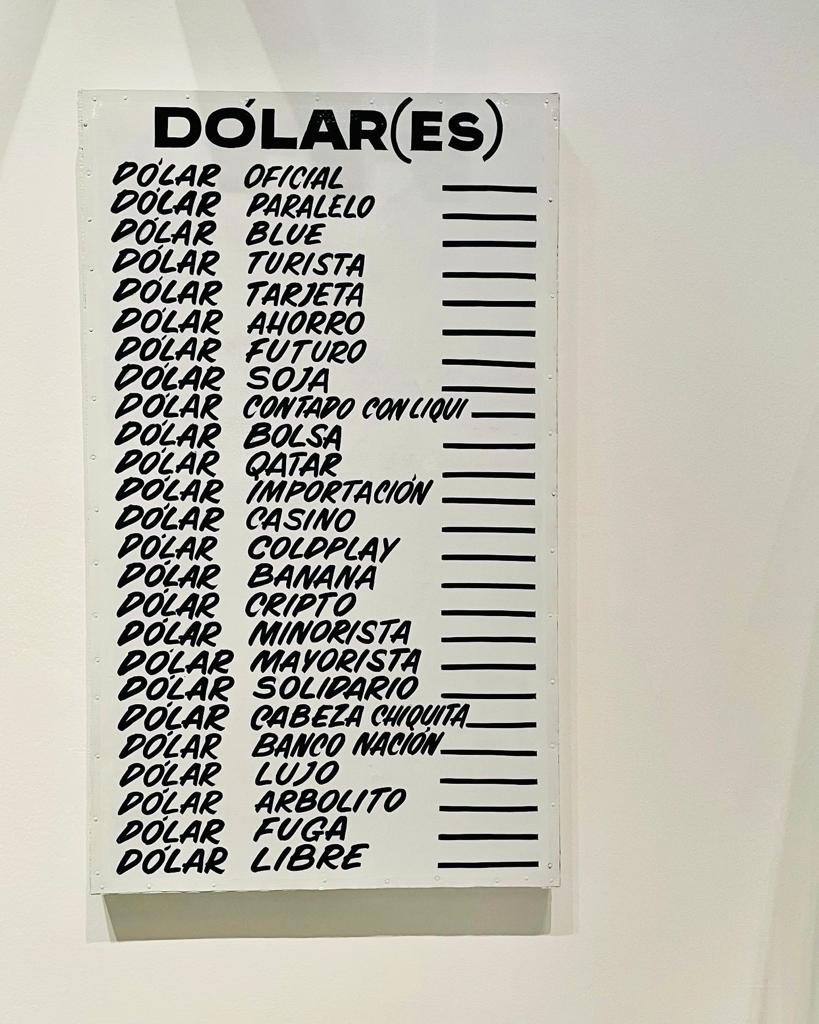 DÓLAR(ES)
DÓLAR OFICIAL
DÓLAR PARALELO
DÓLAR BLUE
DÓLAR TURISTA
DÓLAR TARJETA
DÓLAR AHORRO
DÓLAR FUTURO
DÓLAR SOJA
DÓLAR CONTADO CON LIQUI
DÓLAR BOLSA
DÓLAR QATAR
DÓLAR IMPORTACIÓN
DÓLAR CASINO
DÓLAR COLDPLAY
DÓLAR BANANA
DÓLAR CRIPTO
DÓLAR MINORISTA
DÓLAR MAYORISTA
DÓLAR SOLIDARIO
DÓLAR CABEZA CHIQUITA
DÓLAR BANCO NACIÓN
DÓLAR LUJO
DÓLAR ARBOLITO
DÓLAR FUGA
DÓLAR LIBRE